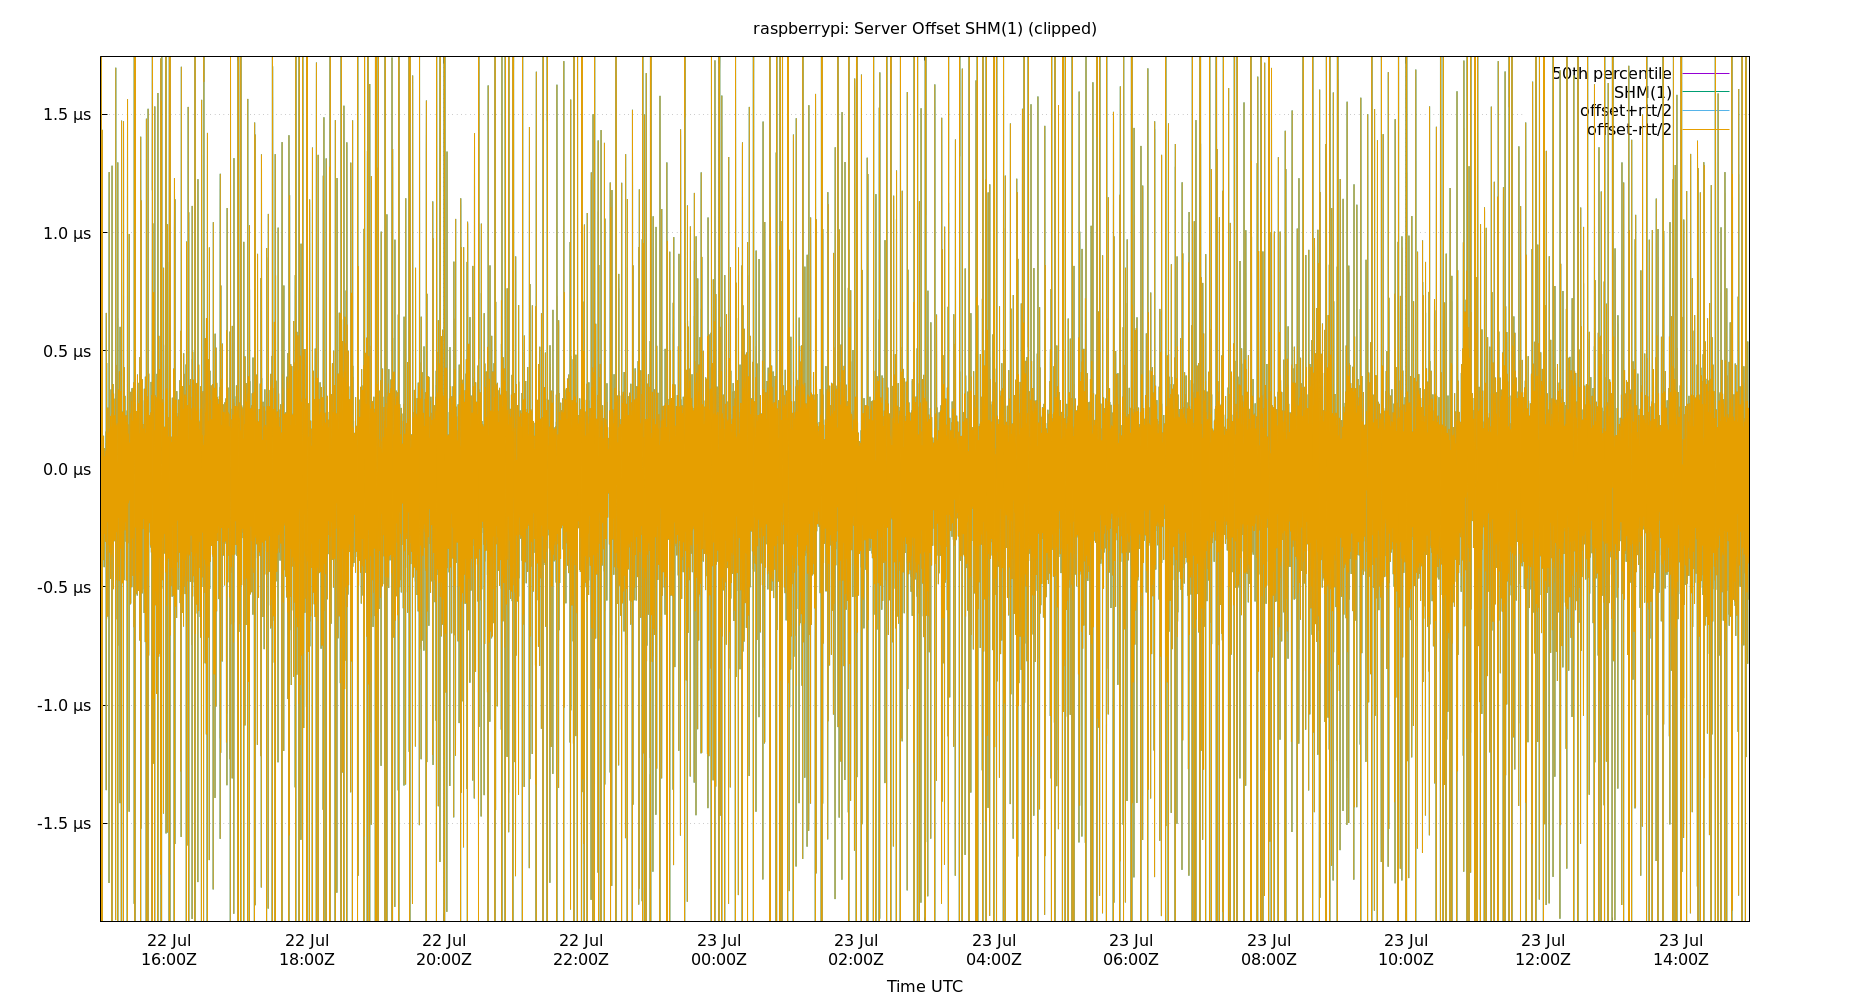 raspberrypi: Server Offset SHM(1) (clipped)
50th percentile
SHM(1)
offset+rtt/2
offset-rtt/2
1.5 µs
1.0 µs
0.5 µs
0.0 µs
-0.5 µs
-1.0 µs
-1.5 µs
22 Jul 22 Jul 22 Jul 22 Jul 23 Jul 23 Jul 23 Jul 23 Jul 23 Jul 23 Jul 23 Jul 23 Jul
16:00Z 18:00Z 20:00Z 22:00Z 00:00Z 02:00Z 04:00Z 06:00Z 08:00Z 10:00Z 12:00Z 14:00Z
Time UTC